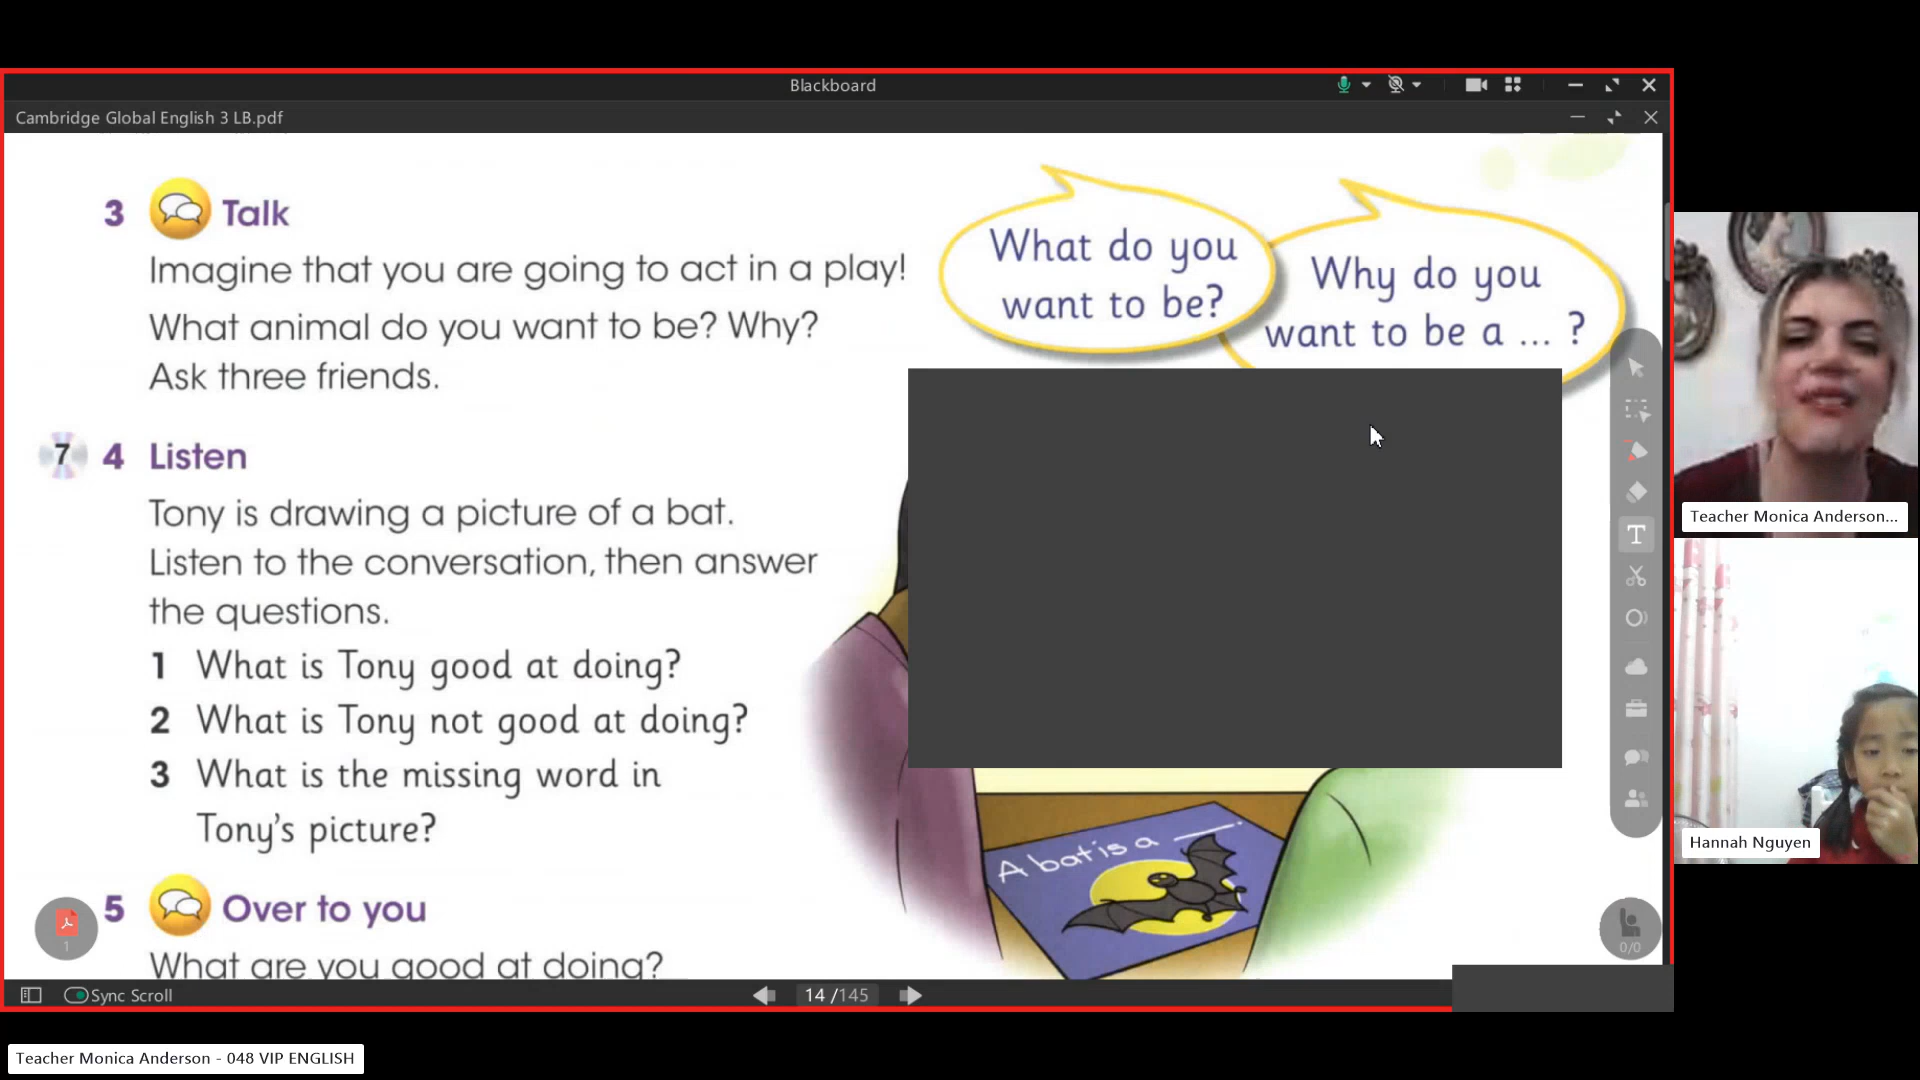 Blackboard
Cambridge Global English 3 LB.pdf
3 Talk
Imagine that you are going to act in a play!
What animal do you want to be? Why?
Ask three friends.
What do you
want to be?
Why do you
want to be a ... ?
7 4 Listen
Tony is drawing a picture of a bat.
Listen to the conversation, then answer
the questions.
1 What is Tony good at doing?
2 What is Tony not good at doing?
3 What is the missing word in
Tony's picture?
A bat is a ___.
5 Over to you
What are you good at doing?
1
T
0/0
Sync Scroll
14 /145
Teacher Monica Anderson...
Hannah Nguyen
Teacher Monica Anderson - 048 VIP ENGLISH